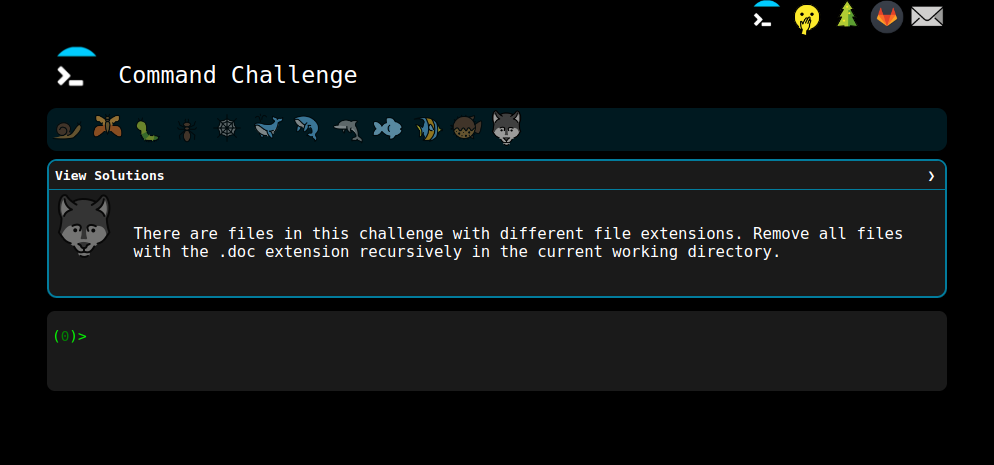 Command Challenge
View Solutions ❯
There are files in this challenge with different file extensions. Remove all files
with the .doc extension recursively in the current working directory.
(0)>